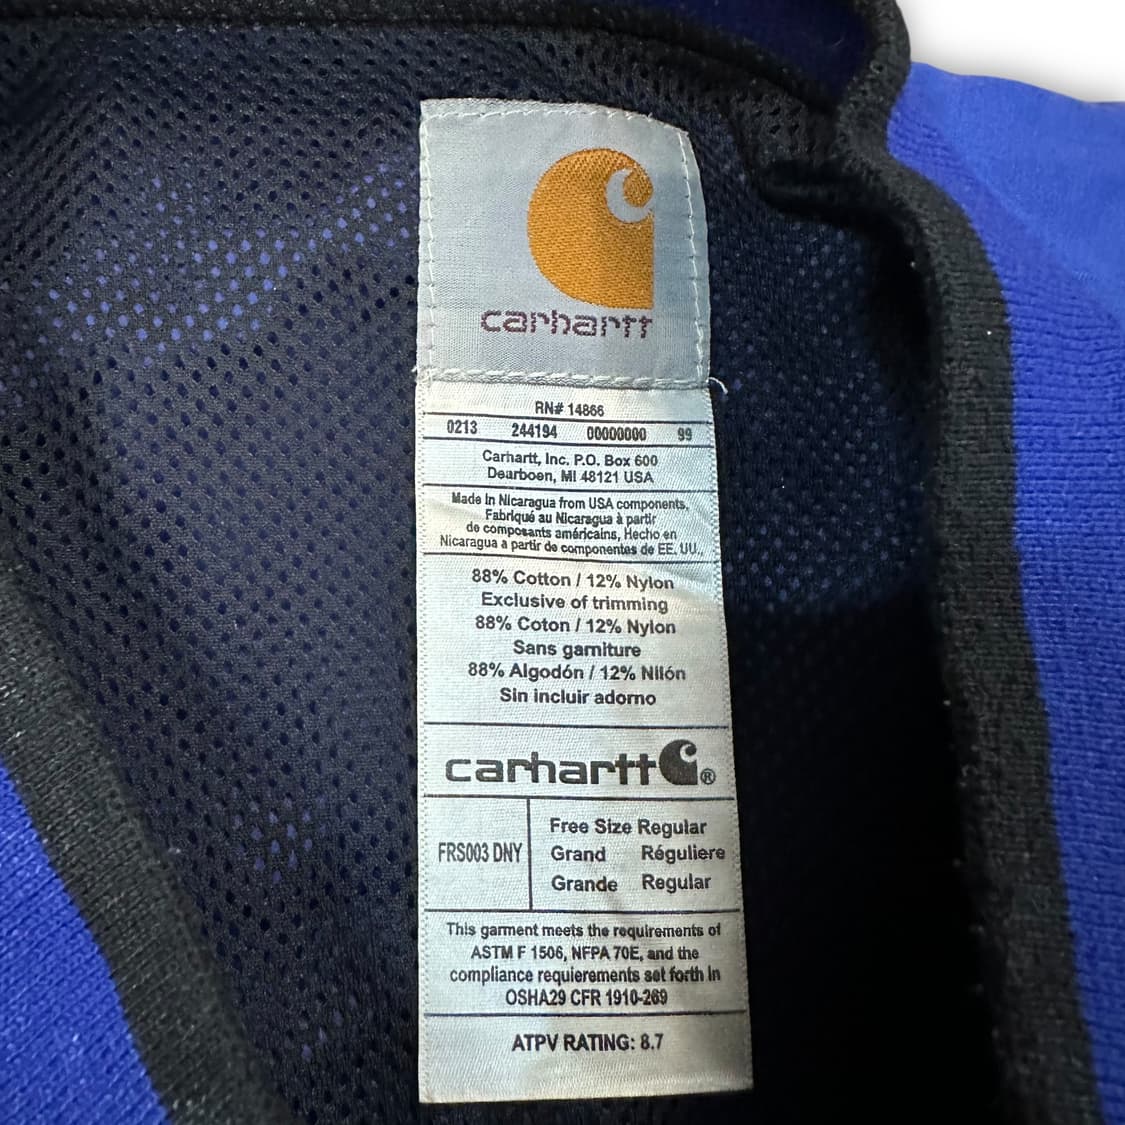 carhartt
RN# 14866
0213 244194 00000000 99
Carhartt, Inc. P.O. Box 600
Dearboen, MI 48121 USA
Made In Nicaragua from USA components,
Fabriqué au Nicaragua à partir
de composants américains, Hecho en
Nicaragua a partir de componentes de EE. UU.,
88% Cotton / 12% Nylon
Exclusive of trimming
88% Coton / 12% Nylon
Sans garniture
88% Algodón / 12% Nilón
Sin incluir adorno
carhartt ®
FRS003 DNY
Free Size Regular
Grand Réguliere
Grande Regular
This garment meets the requirements of
ASTM F 1506, NFPA 70E, and the
compliance requierements set forth In
OSHA29 CFR 1910-269
ATPV RATING: 8.7